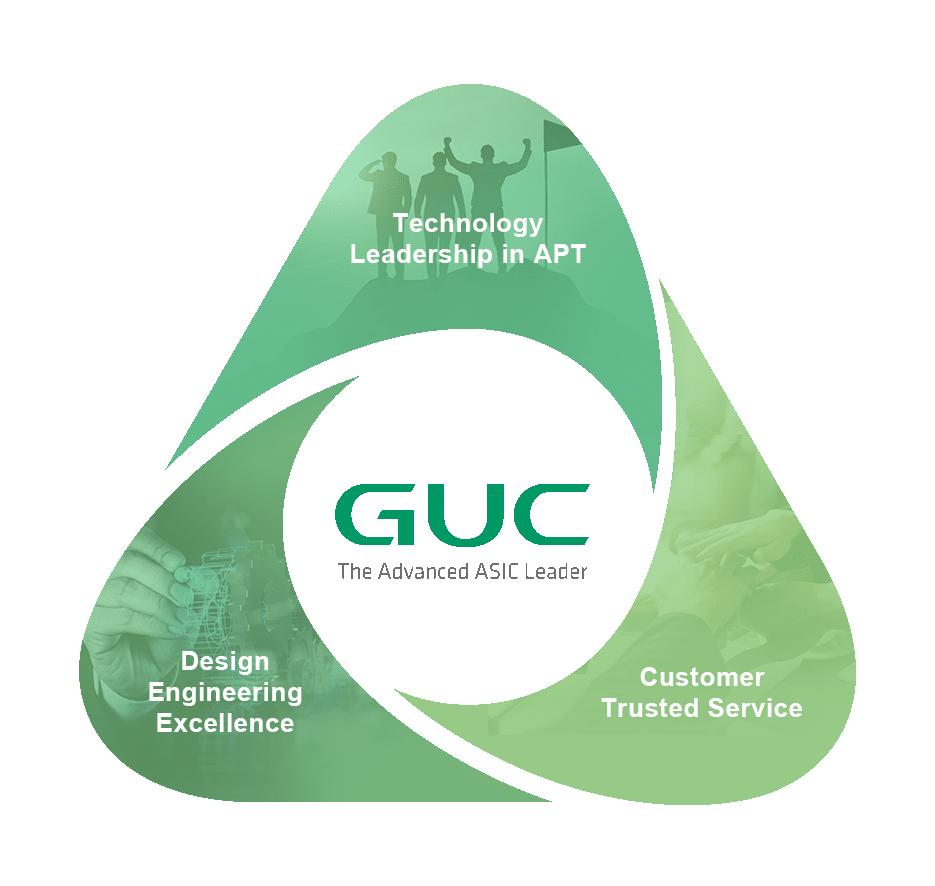 Technology
Leadership in APT
GUC
The Advanced ASIC Leader
Design
Engineering
Excellence
Customer
Trusted Service